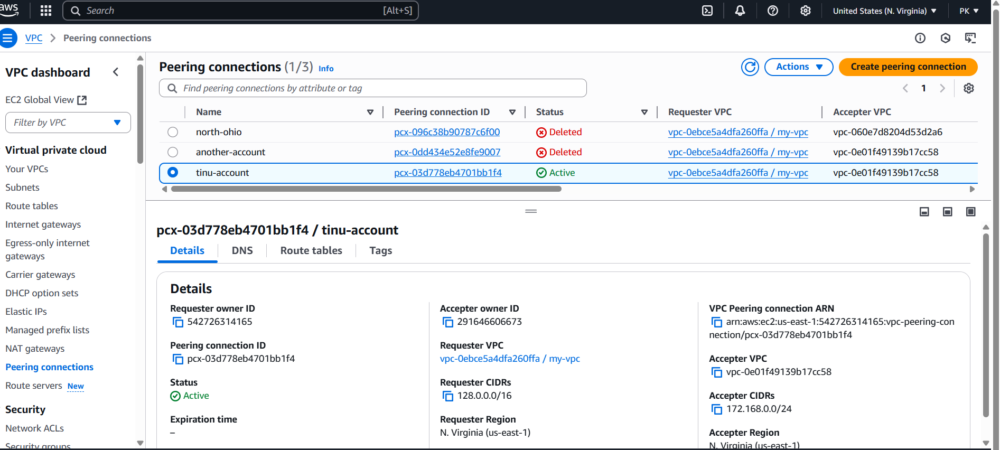 aws
Search [Alt+S]
United States (N. Virginia)
PK
VPC
Peering connections
VPC dashboard
EC2 Global View
Filter by VPC
Virtual private cloud
Your VPCs
Subnets
Route tables
Internet gateways
Egress-only internet
gateways
Carrier gateways
DHCP option sets
Elastic IPs
Managed prefix lists
NAT gateways
Peering connections
Route servers New
Security
Network ACLs
Security groups
Peering connections (1/3) Info
Actions
Create peering connection
Find peering connections by attribute or tag
1
Name Peering connection ID Status Requester VPC Accepter VPC
north-ohio pcx-096c38b90787c6f00 Deleted vpc-0ebce5a4dfa260ffa / my-vpc vpc-060e7d8204d53d2a6
another-account pcx-0dd434e52e8fe9007 Deleted vpc-0ebce5a4dfa260ffa / my-vpc vpc-0e01f49139b17cc58
tinu-account pcx-03d778eb4701bb1f4 Active vpc-0ebce5a4dfa260ffa / my-vpc vpc-0e01f49139b17cc58
pcx-03d778eb4701bb1f4 / tinu-account
Details DNS Route tables Tags
Details
Requester owner ID
542726314165
Peering connection ID
pcx-03d778eb4701bb1f4
Status
Active
Expiration time
–
Accepter owner ID
291646606673
Requester VPC
vpc-0ebce5a4dfa260ffa / my-vpc
Requester CIDRs
128.0.0.0/16
Requester Region
N. Virginia (us-east-1)
VPC Peering connection ARN
arn:aws:ec2:us-east-1:542726314165:vpc-peering-con
nection/pcx-03d778eb4701bb1f4
Accepter VPC
vpc-0e01f49139b17cc58
Accepter CIDRs
172.168.0.0/24
Accepter Region
N. Virginia (us-east-1)